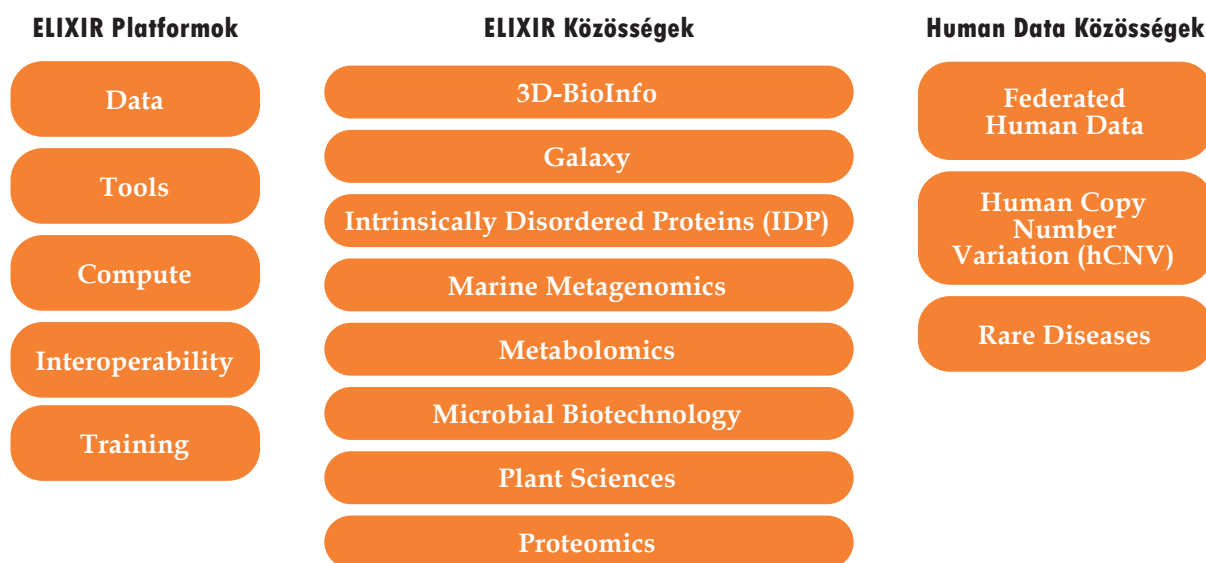 ELIXIR Platformok
Data
Tools
Compute
Interoperability
Training
ELIXIR Közösségek
3D-BioInfo
Galaxy
Intrinsically Disordered Proteins (IDP)
Marine Metagenomics
Metabolomics
Microbial Biotechnology
Plant Sciences
Proteomics
Human Data Közösségek
Federated
Human Data
Human Copy
Number
Variation (hCNV)
Rare Diseases